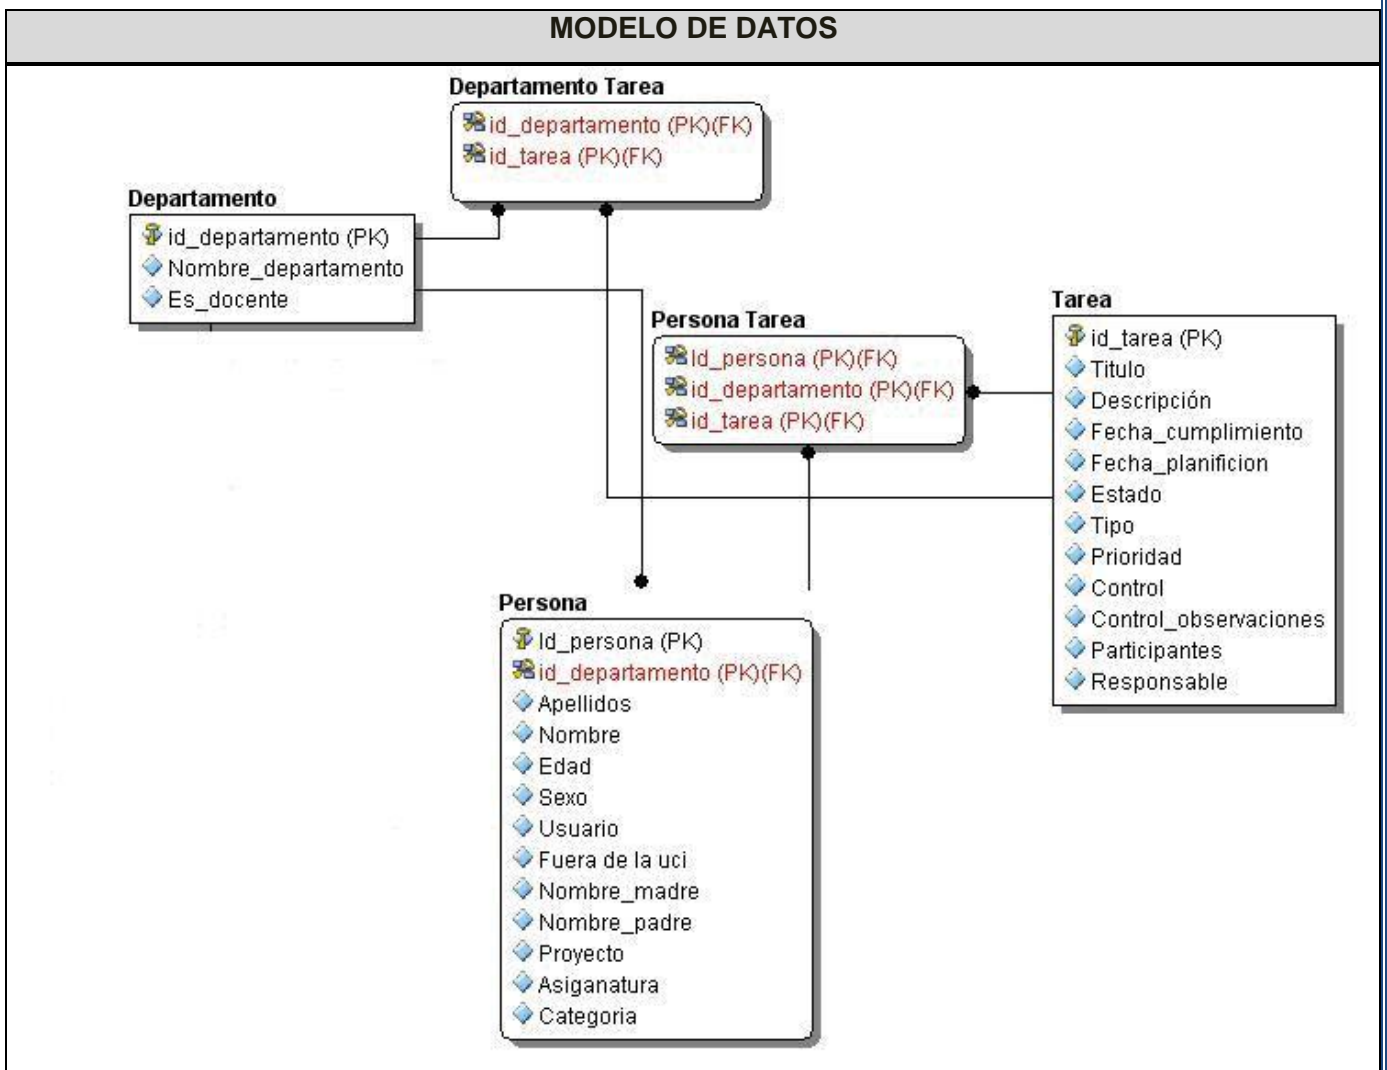 MODELO DE DATOS
Departamento Tarea
id_departamento (PK)(FK)
id_tarea (PK)(FK)
Departamento
id_departamento (PK)
Nombre_departamento
Es_docente
Persona Tarea
Id_persona (PK)(FK)
id_departamento (PK)(FK)
id_tarea (PK)(FK)
Tarea
id_tarea (PK)
Titulo
Descripción
Fecha_cumplimiento
Fecha_planificion
Estado
Tipo
Prioridad
Control
Control_observaciones
Participantes
Responsable
Persona
Id_persona (PK)
id_departamento (PK)(FK)
Apellidos
Nombre
Edad
Sexo
Usuario
Fuera de la uci
Nombre_madre
Nombre_padre
Proyecto
Asiganatura
Categoria